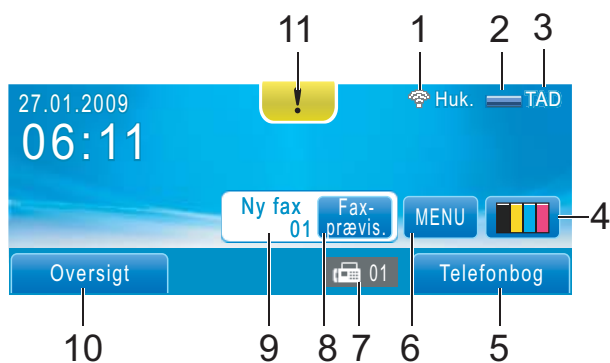 11 1 2 3
27.01.2009 ! Huk. TAD
06:11
Ny fax Fax- MENU
01 prævis. 4
Oversigt 01 Telefonbog
10 9 8 7 6 5